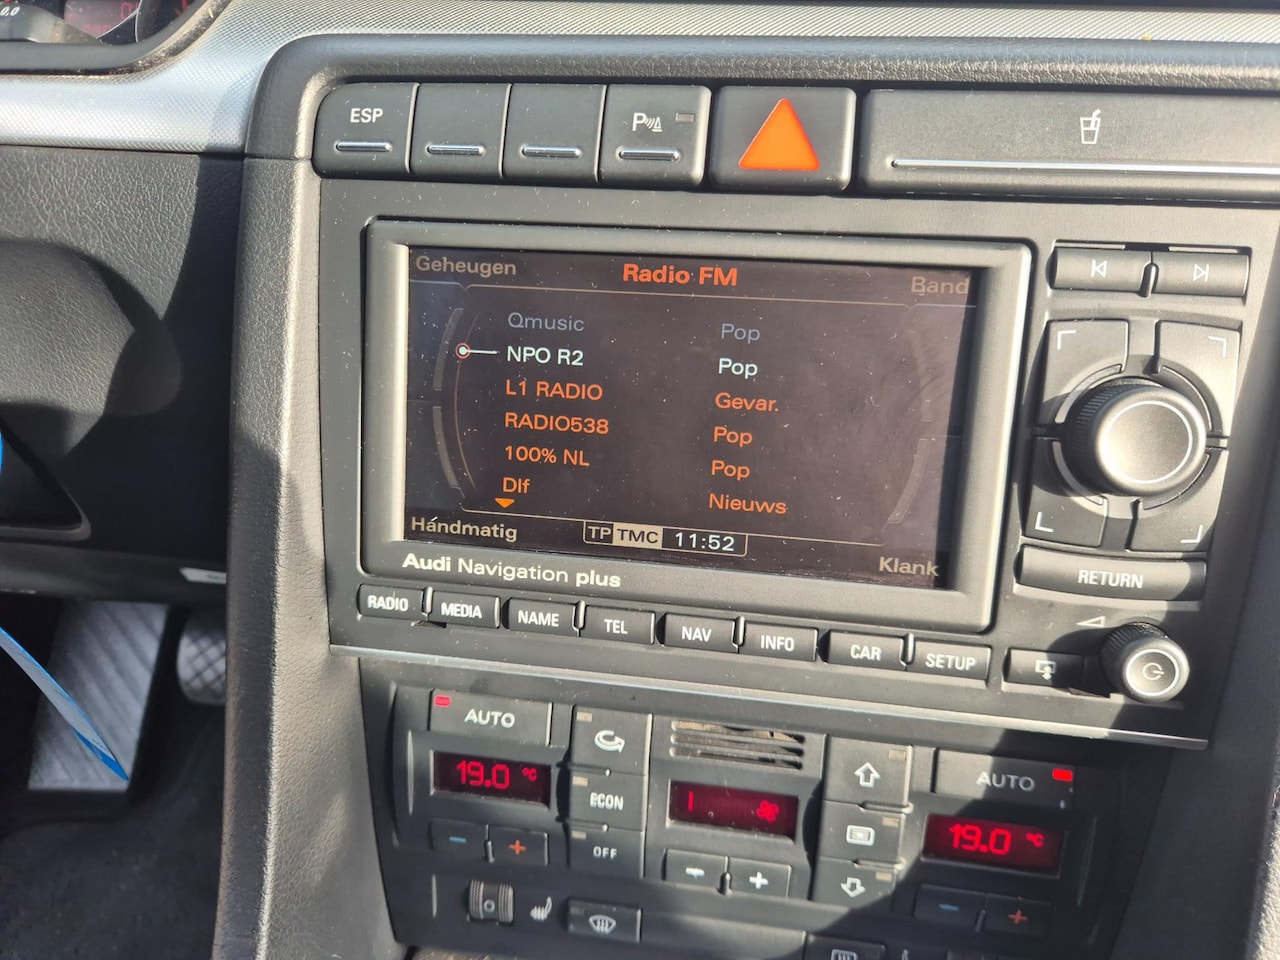 ESP
P
Geheugen
Radio FM
Band
Qmusic Pop
NPO R2 Pop
L1 RADIO Gevar.
RADIO538 Pop
100% NL Pop
Dlf Nieuws
Handmatig
TP TMC 11:52
Klank
Audi Navigation plus
RETURN
RADIO
MEDIA
NAME
TEL
NAV
INFO
CAR
SETUP
AUTO
AUTO
19.0 °C
ECON
1
19.0 °C
OFF